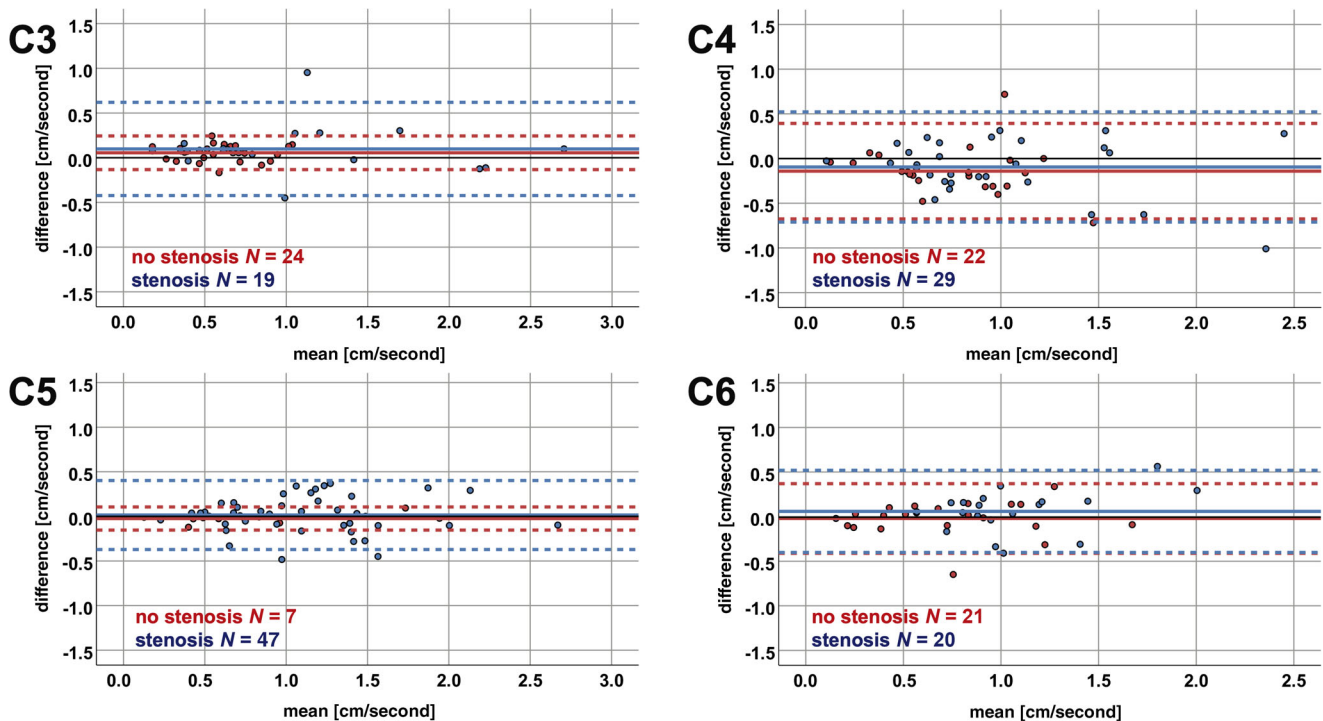 C3
difference [cm/second]
1.5
1.0
0.5
0.0
-0.5
-1.0
-1.5
no stenosis N = 24
stenosis N = 19
0.0 0.5 1.0 1.5 2.0 2.5 3.0
mean [cm/second]
C4
difference [cm/second]
1.5
1.0
0.5
0.0
-0.5
-1.0
-1.5
no stenosis N = 22
stenosis N = 29
0.0 0.5 1.0 1.5 2.0 2.5
mean [cm/second]
C5
difference [cm/second]
1.5
1.0
0.5
0.0
-0.5
-1.0
-1.5
no stenosis N = 7
stenosis N = 47
0.0 0.5 1.0 1.5 2.0 2.5 3.0
mean [cm/second]
C6
difference [cm/second]
1.5
1.0
0.5
0.0
-0.5
-1.0
-1.5
no stenosis N = 21
stenosis N = 20
0.0 0.5 1.0 1.5 2.0 2.5
mean [cm/second]